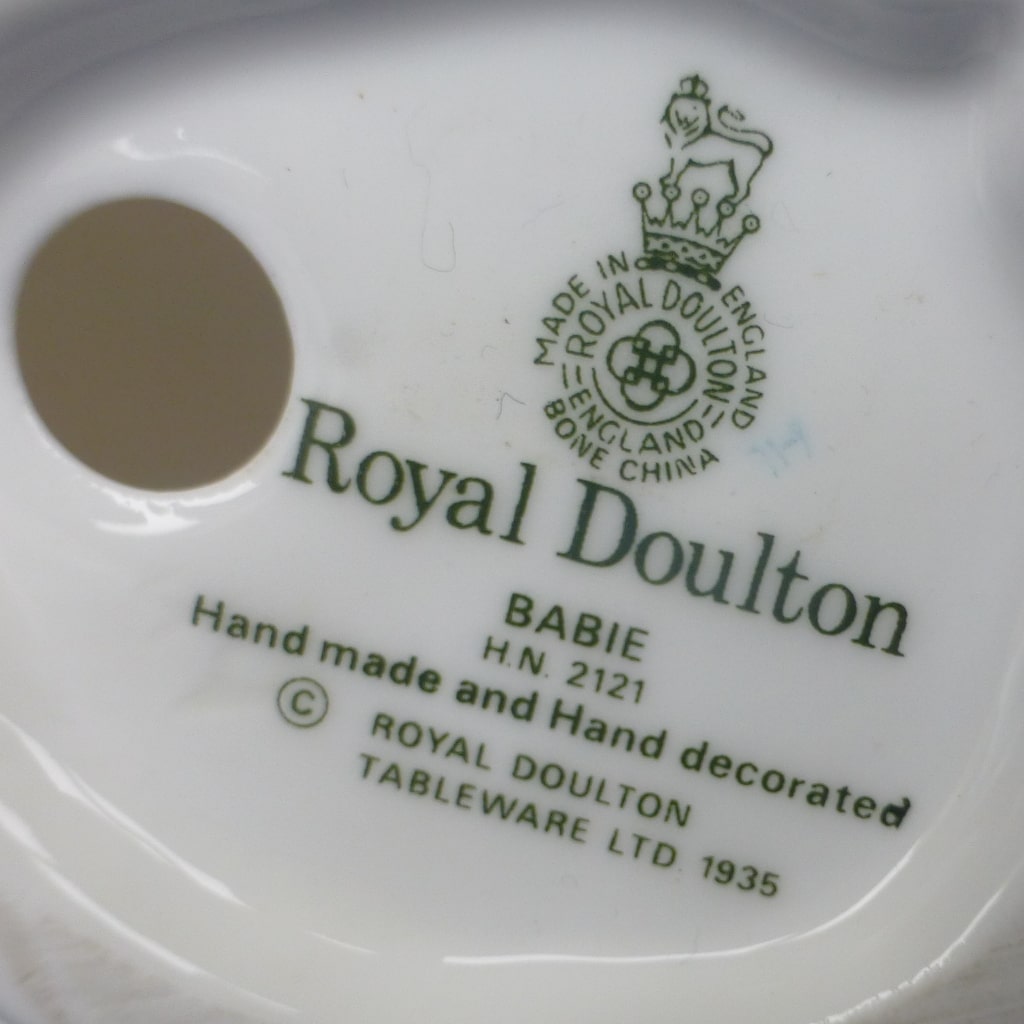 MADE IN ENGLAND
ROYAL DOULTON
ENGLAND
BONE CHINA
Royal Doulton
BABIE
H.N. 2121
Hand made and Hand decorated
© ROYAL DOULTON
TABLEWARE LTD 1935